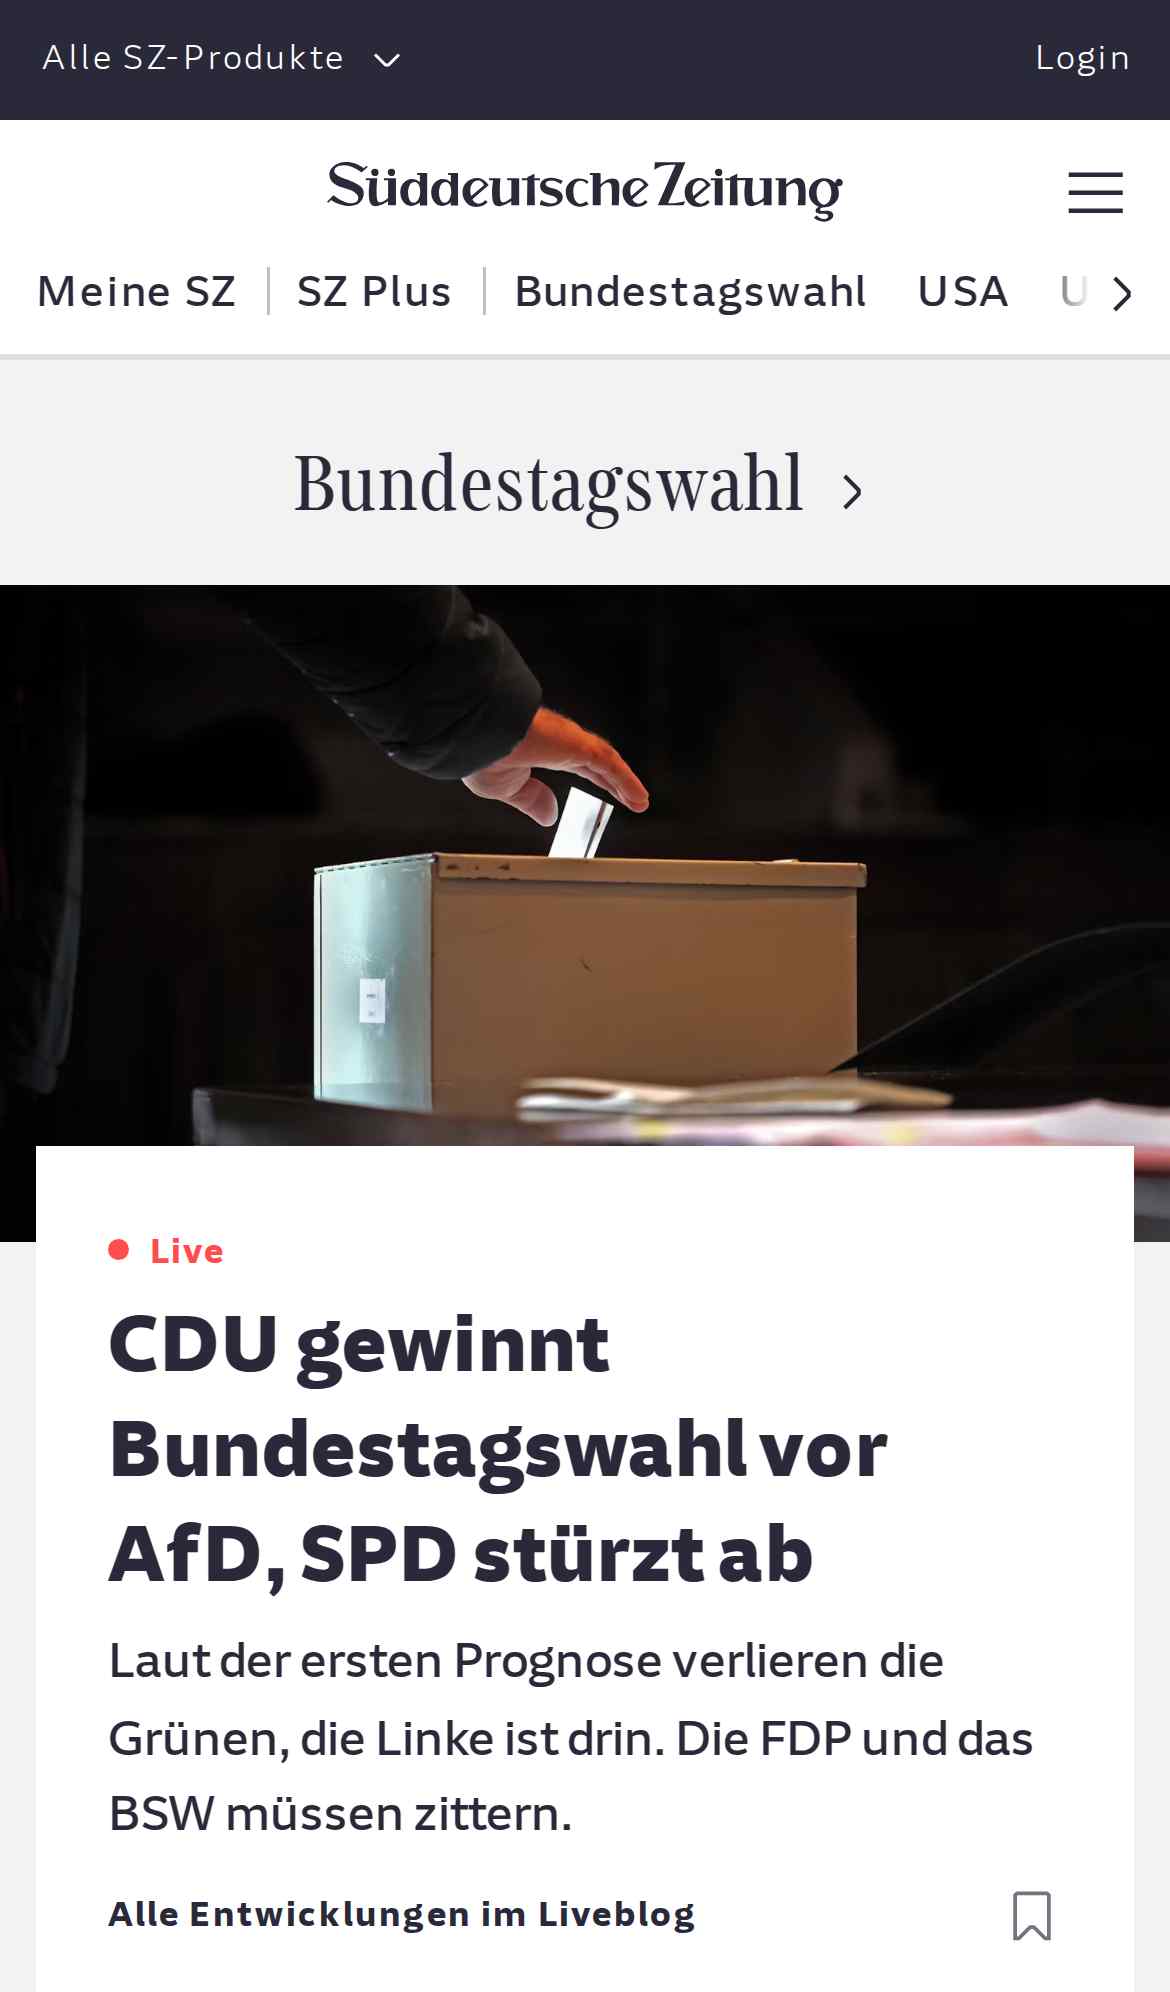 Alle SZ-Produkte Login
Süddeutsche Zeitung
Meine SZ SZ Plus Bundestagswahl USA U
Bundestagswahl
Live
CDU gewinnt
Bundestagswahl vor
AfD, SPD stürzt ab
Laut der ersten Prognose verlieren die
Grünen, die Linke ist drin. Die FDP und das
BSW müssen zittern.
Alle Entwicklungen im Liveblog